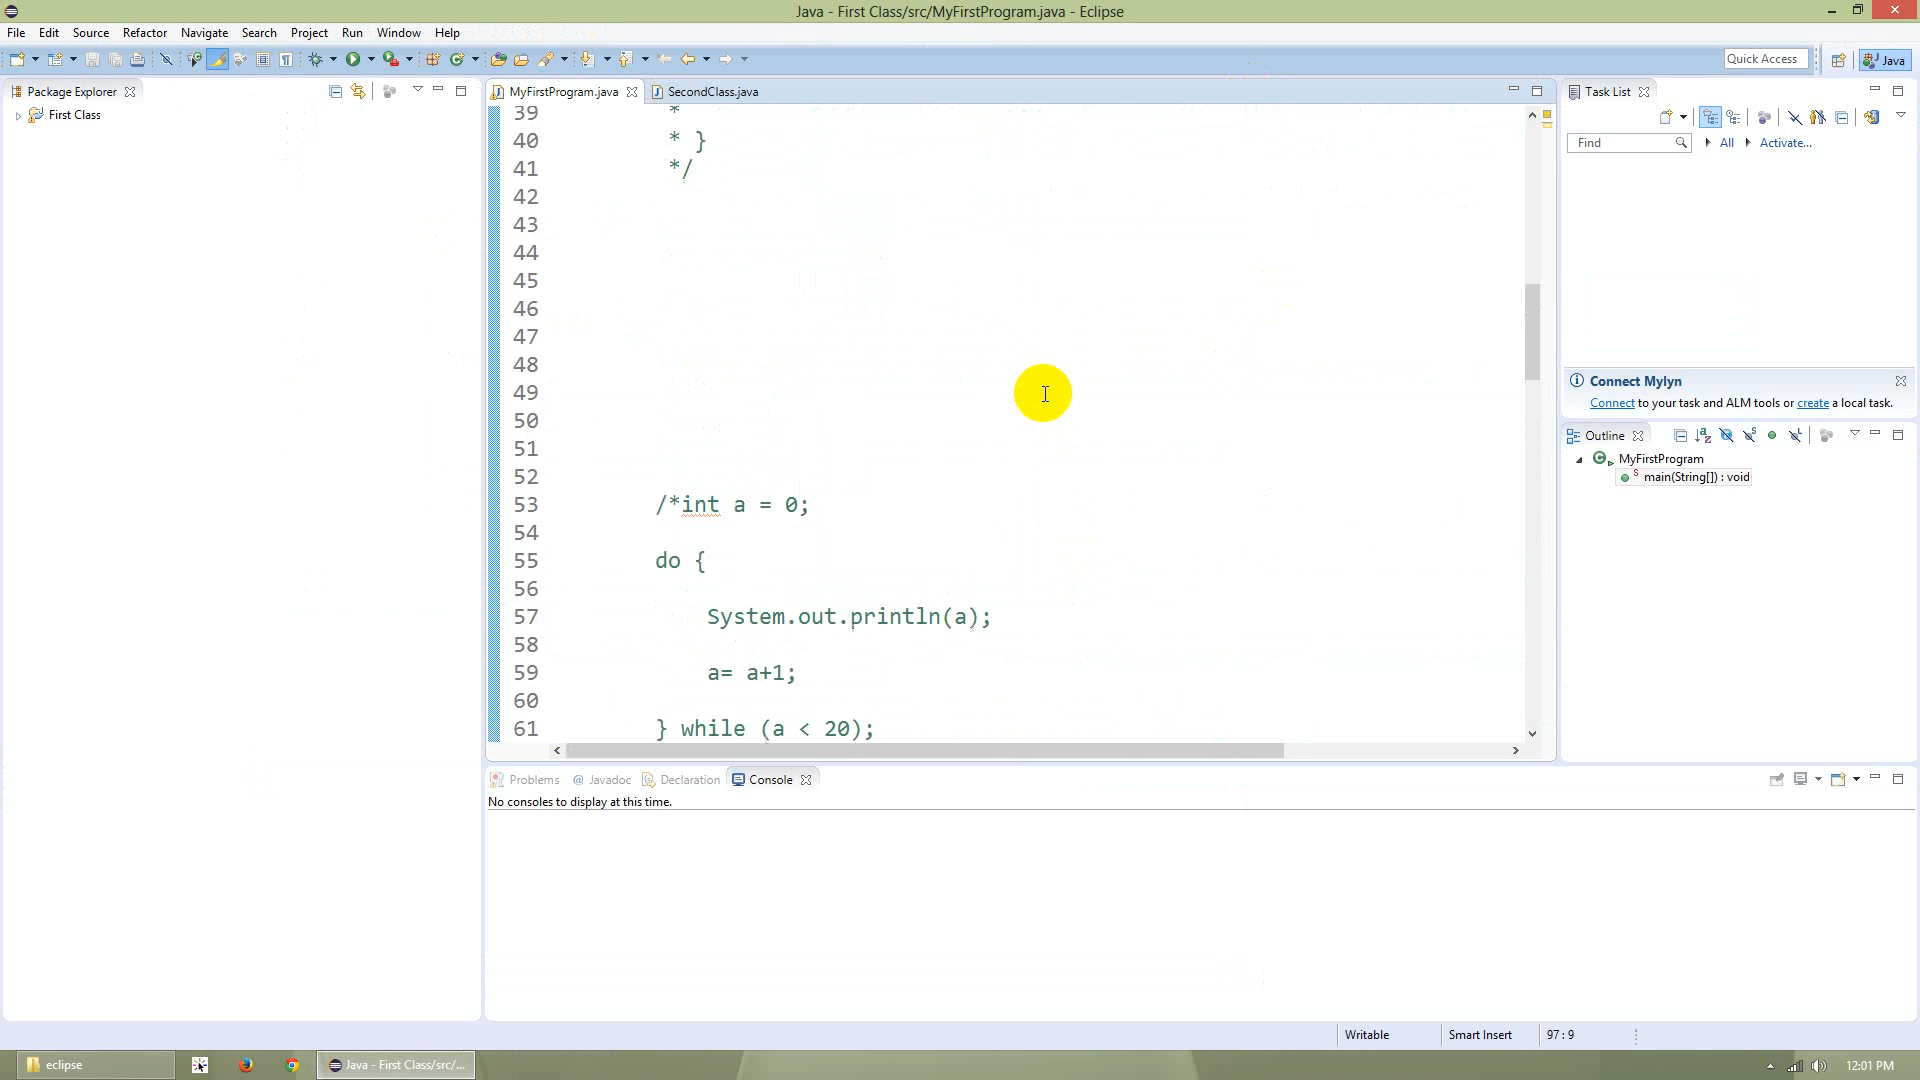 Java - First Class/src/MyFirstProgram.java - Eclipse
File Edit Source Refactor Navigate Search Project Run Window Help
Quick Access Java
Package Explorer
First Class
MyFirstProgram.java SecondClass.java
39 *
40 * }
41 */
42
43
44
45
46
47
48
49
50
51
52
53 /*int a = 0;
54
55 do {
56
57 System.out.println(a);
58
59 a= a+1;
60
61 } while (a < 20);
Task List
Find All Activate...
Connect Mylyn
Connect to your task and ALM tools or create a local task.
Outline
MyFirstProgram
main(String[]) : void
Problems @ Javadoc Declaration Console
No consoles to display at this time.
Writable Smart Insert 97 : 9
eclipse Java - First Class/src/... 12:01 PM